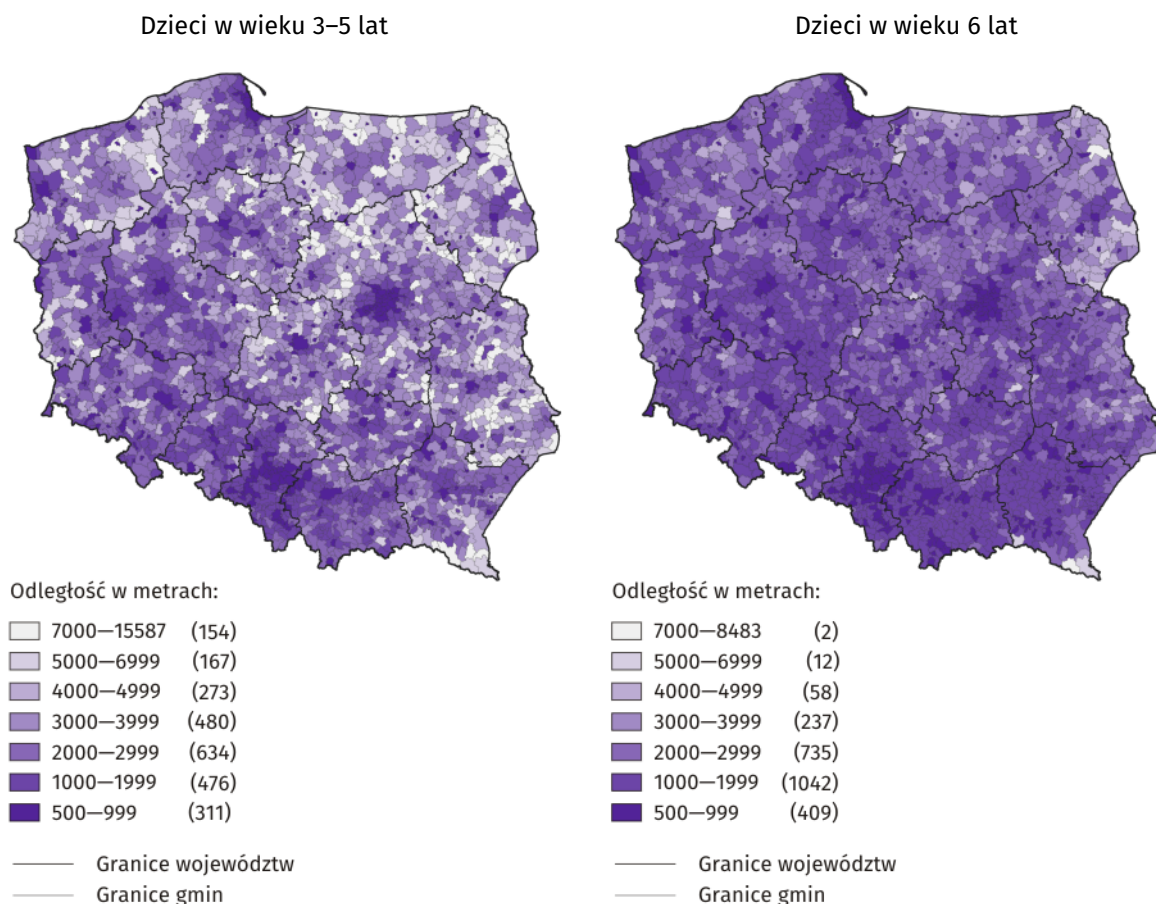 Dzieci w wieku 3–5 lat
Dzieci w wieku 6 lat
Odległość w metrach:
7000—15587 (154)
5000—6999 (167)
4000—4999 (273)
3000—3999 (480)
2000—2999 (634)
1000—1999 (476)
500—999 (311)
Granice województw
Granice gmin
Odległość w metrach:
7000—8483 (2)
5000—6999 (12)
4000—4999 (58)
3000—3999 (237)
2000—2999 (735)
1000—1999 (1042)
500—999 (409)
Granice województw
Granice gmin